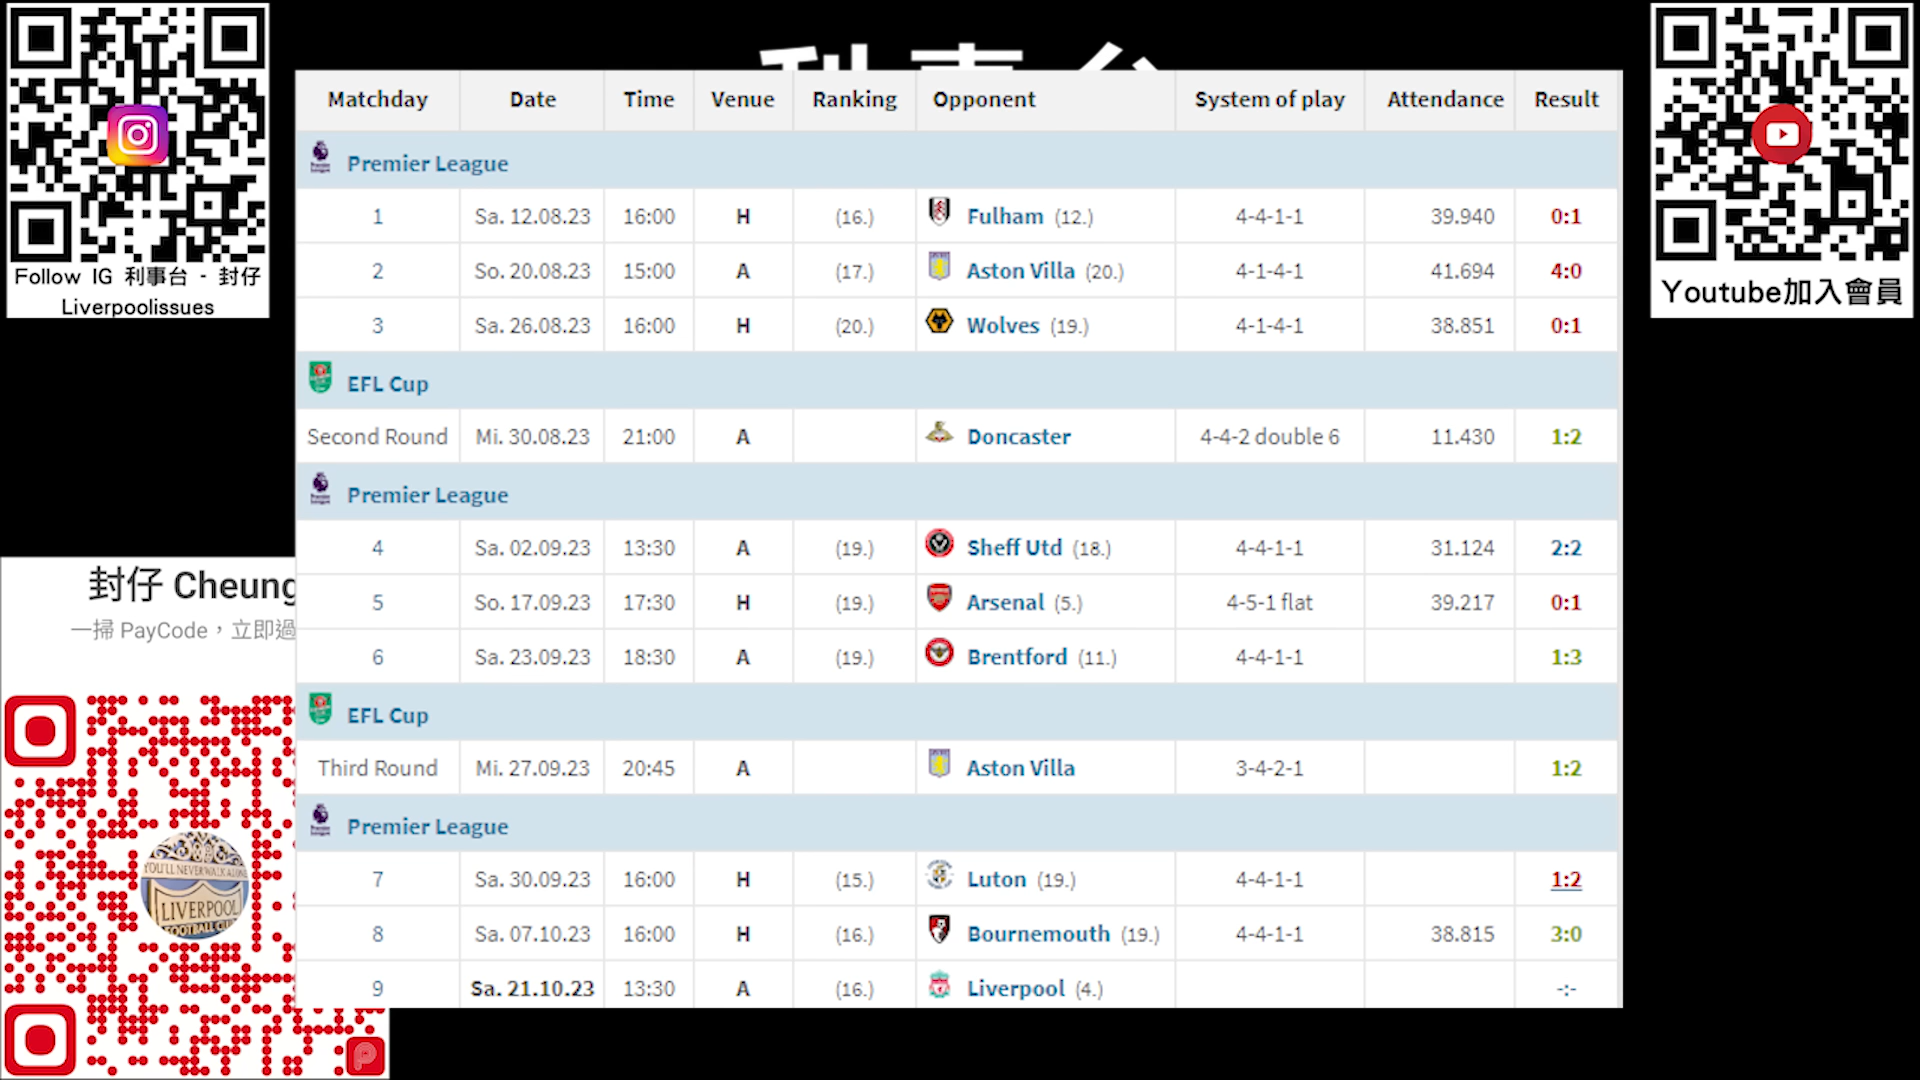 利事台
Matchday Date Time Venue Ranking Opponent System of play Attendance Result
Premier League
1 Sa. 12.08.23 16:00 H (16.) Fulham (12.) 4-4-1-1 39.940 0:1
2 So. 20.08.23 15:00 A (17.) Aston Villa (20.) 4-1-4-1 41.694 4:0
3 Sa. 26.08.23 16:00 H (20.) Wolves (19.) 4-1-4-1 38.851 0:1
EFL Cup
Second Round Mi. 30.08.23 21:00 A Doncaster 4-4-2 double 6 11.430 1:2
Premier League
4 Sa. 02.09.23 13:30 A (19.) Sheff Utd (18.) 4-4-1-1 31.124 2:2
5 So. 17.09.23 17:30 H (19.) Arsenal (5.) 4-5-1 flat 39.217 0:1
6 Sa. 23.09.23 18:30 A (19.) Brentford (11.) 4-4-1-1 1:3
EFL Cup
Third Round Mi. 27.09.23 20:45 A Aston Villa 3-4-2-1 1:2
Premier League
7 Sa. 30.09.23 16:00 H (15.) Luton (19.) 4-4-1-1 1:2
8 Sa. 07.10.23 16:00 H (16.) Bournemouth (19.) 4-4-1-1 38.815 3:0
9 Sa. 21.10.23 13:30 A (16.) Liverpool (4.) -:-
Follow IG 利事台 - 封仔
Liverpoolissues
Youtube加入會員
封仔 Cheung
一掃 PayCode，立即過
YOU'LL NEVER WALK ALONE
LIVERPOOL
FOOTBALL CLUB